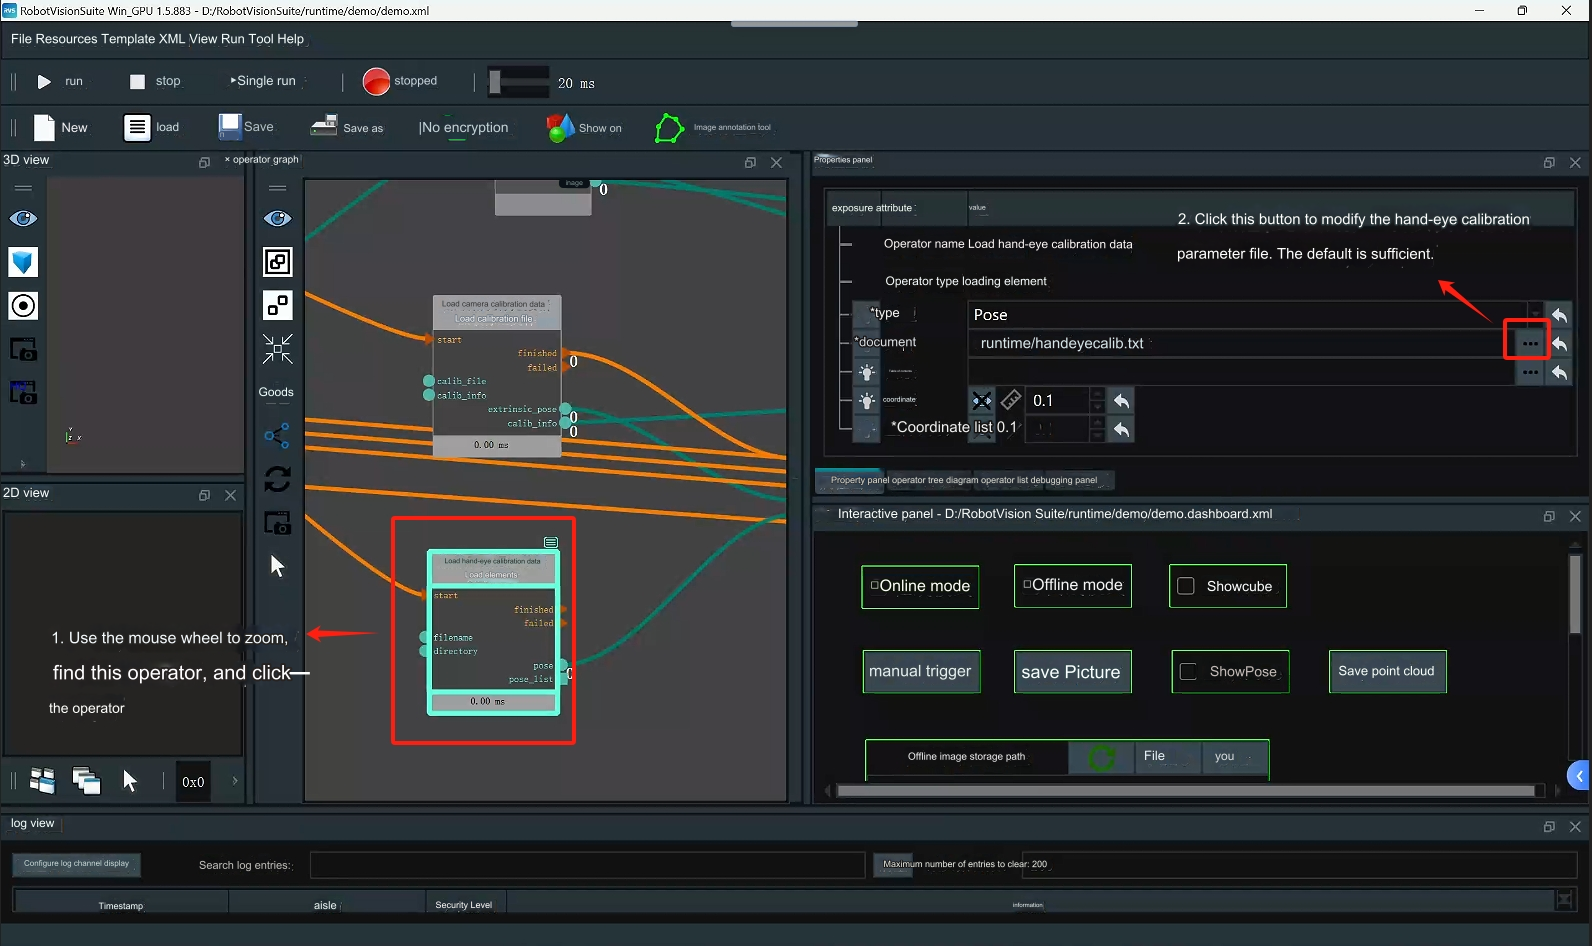 RobotVisionSuite Win_GPU 1.5.883 - D:/RobotVisionSuite/runtime/demo/demo.xml
File Resources Template XML View Run Tool Help
run
stop
Single run
stopped
20 ms
New
load
Save
Save as
No encryption
Show on
Image annotation tool
3D view
× operator graph
Goods
image
0
Load camera calibration data
Load calibration file
start
finished
0
failed
calib_file
calib_info
extrinsic_pose
0
calib_info
0
0.00 ms
Load hand-eye calibration data
Load elements
start
finished
failed
filename
directory
pose
pose_list
0.00 ms
1. Use the mouse wheel to zoom,
find this operator, and click—
the operator
2D view
0x0
Properties panel
exposure attribute
value
2. Click this button to modify the hand-eye calibration
parameter file. The default is sufficient.
Operator name Load hand-eye calibration data
Operator type loading element
*type
Pose
*document
runtime/handeyecalib.txt
...
...
coordinate
0.1
*Coordinate list 0.1
Property panel operator tree diagram operator list debugging panel
Interactive panel - D:/RobotVision Suite/runtime/demo/demo.dashboard.xml
Online mode
Offline mode
Showcube
manual trigger
save Picture
ShowPose
Save point cloud
Offline image storage path
File
you
log view
Configure log channel display
Search log entries:
Maximum number of entries to clear: 200
Timestamp
aisle
Security Level
information